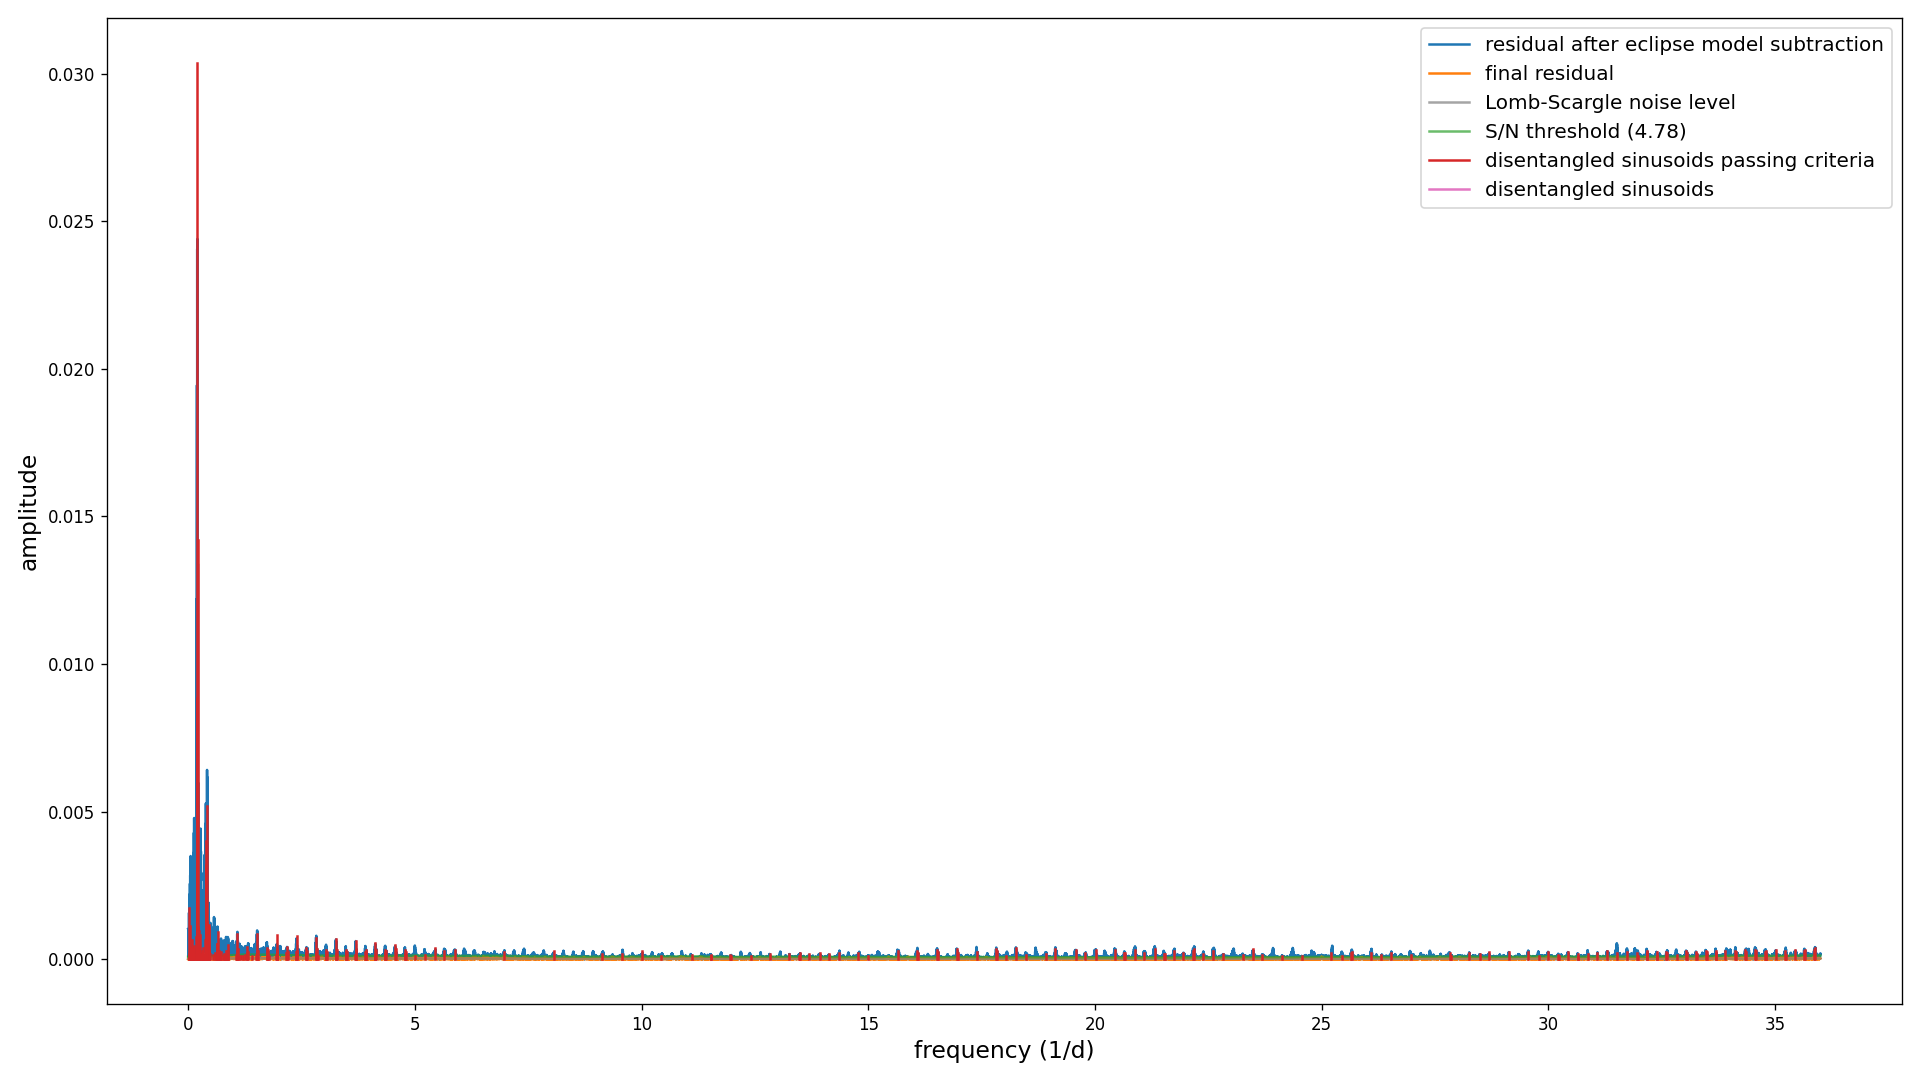 residual after eclipse model subtraction
final residual
Lomb-Scargle noise level
S/N threshold (4.78)
disentangled sinusoids passing criteria
disentangled sinusoids
0.030
0.025
0.020
0.015
0.010
0.005
0.000
amplitude
0 5 10 15 20 25 30 35
frequency (1/d)